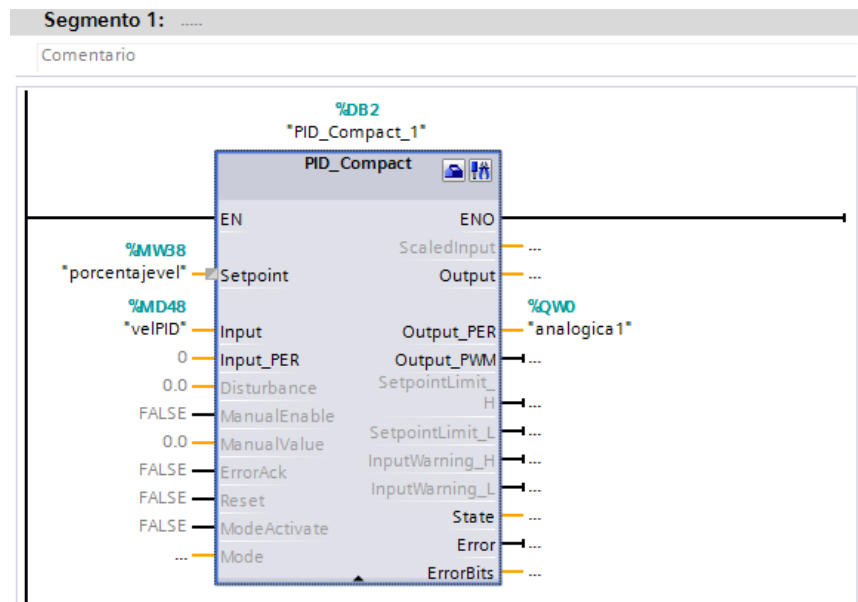 Segmento 1: .....
Comentario
%DB2
"PID_Compact_1"
PID_Compact
EN ENO
%MW38 ScaledInput ...
"porcentajevel" Setpoint Output ...
%MD48 %QW0
"velPID" Input Output_PER "analogica1"
0 Input_PER Output_PWM ...
0.0 Disturbance SetpointLimit_
FALSE ManualEnable H ...
0.0 ManualValue SetpointLimit_L ...
FALSE ErrorAck InputWarning_H ...
FALSE Reset InputWarning_L ...
FALSE ModeActivate State ...
... Mode Error ...
ErrorBits ...